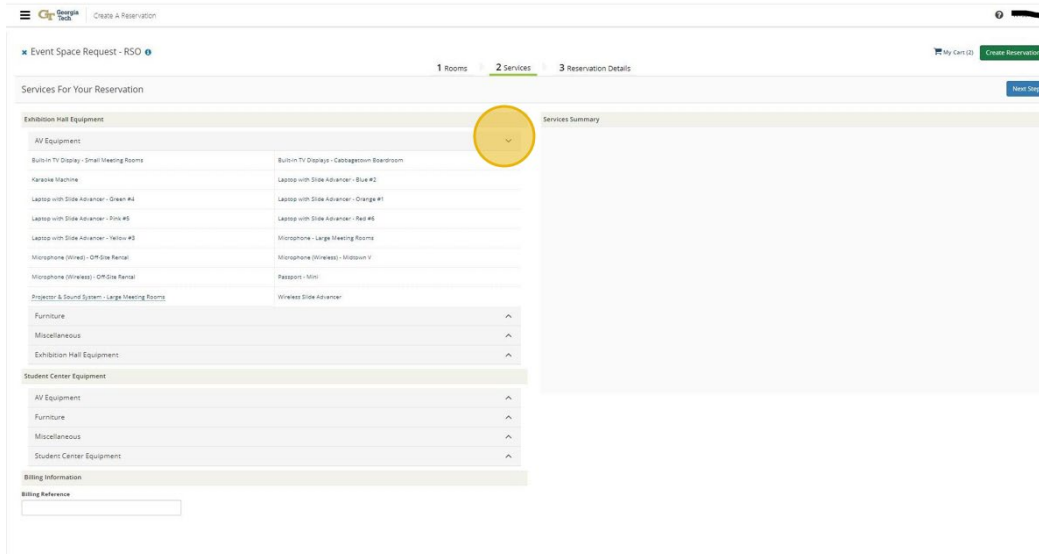 Georgia Tech Create A Reservation
Event Space Request - RSO
My Cart (2) Create Reservation
1 Rooms 2 Services 3 Reservation Details
Services For Your Reservation
Next Step
Exhibition Hall Equipment
Services Summary
AV Equipment
Built-in TV Display - Small Meeting Rooms
Built-in TV Displays - Cabbagetown Boardroom
Karaoke Machine
Laptop with Slide Advancer - Blue #2
Laptop with Slide Advancer - Green #4
Laptop with Slide Advancer - Orange #1
Laptop with Slide Advancer - Pink #5
Laptop with Slide Advancer - Red #6
Laptop with Slide Advancer - Yellow #3
Microphone - Large Meeting Rooms
Microphone (Wired) - Off-Site Rental
Microphone (Wireless) - Midtown V
Microphone (Wireless) - Off-Site Rental
Passport - Mini
Projector & Sound System - Large Meeting Rooms
Wireless Slide Advancer
Furniture
Miscellaneous
Exhibition Hall Equipment
Student Center Equipment
AV Equipment
Furniture
Miscellaneous
Student Center Equipment
Billing Information
Billing Reference